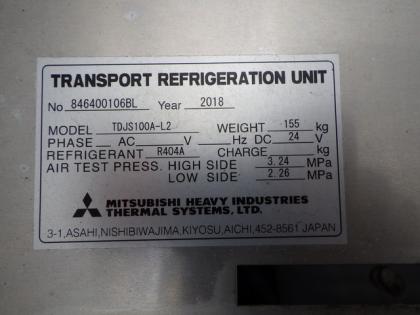 TRANSPORT REFRIGERATION UNIT
No 846400106BL Year 2018
MODEL TDJS100A-L2 WEIGHT 155 kg
PHASE AC V Hz DC 24 V
REFRIGERANT R404A CHARGE kg
AIR TEST PRESS. HIGH SIDE 3.24 MPa
LOW SIDE 2.26 MPa
MITSUBISHI HEAVY INDUSTRIES
THERMAL SYSTEMS, LTD.
3-1,ASAHI,NISHIBIWAJIMA,KIYOSU,AICHI,452-8561 JAPAN